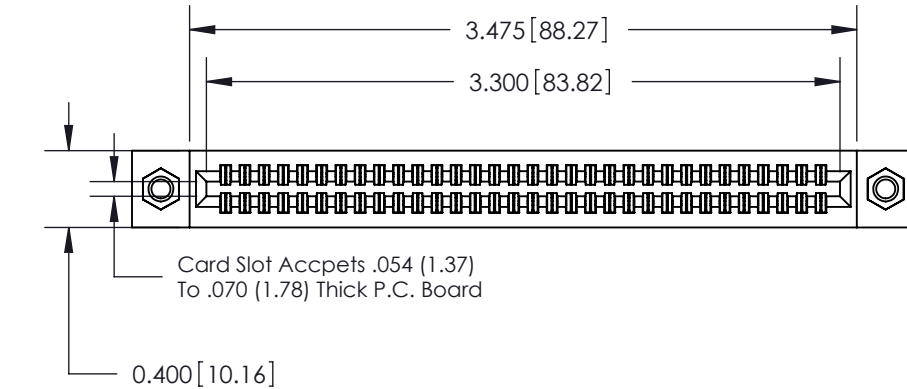 3.475[88.27]
3.300[83.82]
Card Slot Accpets .054 (1.37)
To .070 (1.78) Thick P.C. Board
0.400[10.16]